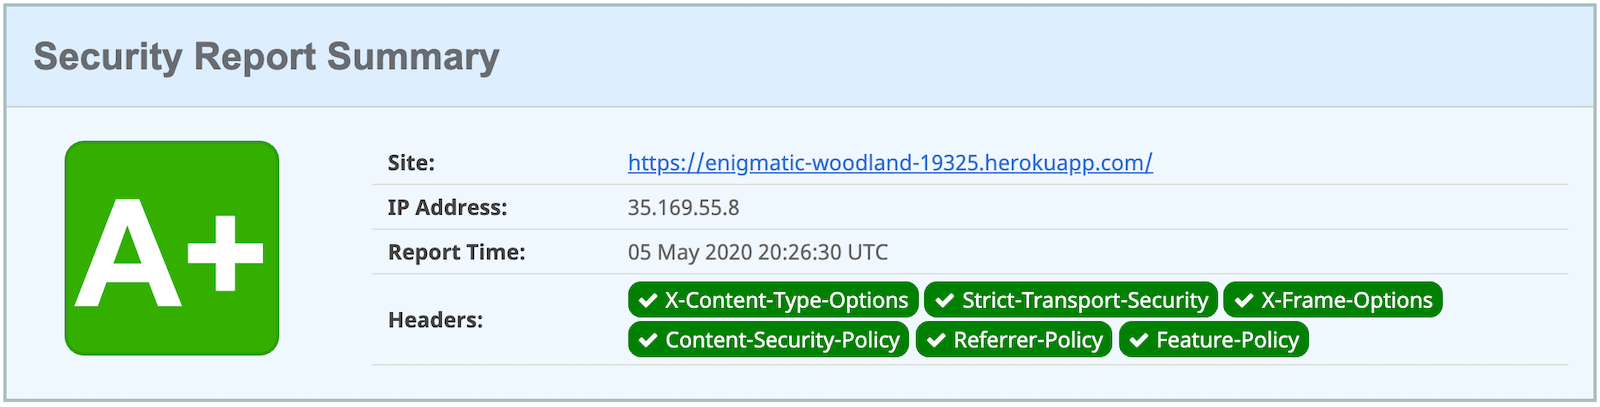 Security Report Summary
A+
Site: https://enigmatic-woodland-19325.herokuapp.com/
IP Address: 35.169.55.8
Report Time: 05 May 2020 20:26:30 UTC
Headers: X-Content-Type-Options Strict-Transport-Security X-Frame-Options
Content-Security-Policy Referrer-Policy Feature-Policy